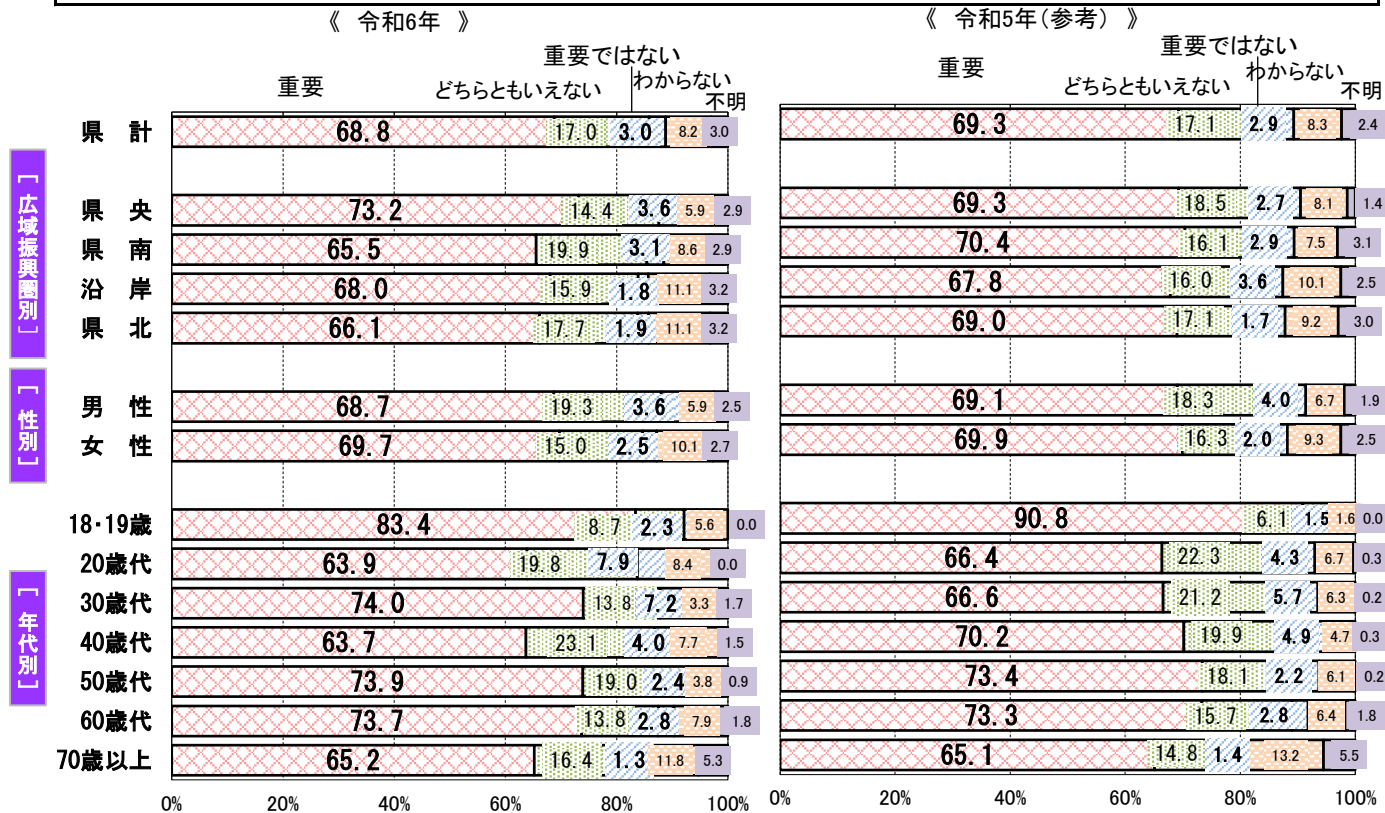 《 令和6年 》
《 令和5年(参考) 》
重要ではない
わからない
重要
どちらともいえない
不明
重要ではない
わからない
重要
どちらともいえない
不明
県 計 68.8 17.0 3.0 8.2 3.0 69.3 17.1 2.9 8.3 2.4
[広域振興圏別]
県 央 73.2 14.4 3.6 5.9 2.9 69.3 18.5 2.7 8.1 1.4
県 南 65.5 19.9 3.1 8.6 2.9 70.4 16.1 2.9 7.5 3.1
沿 岸 68.0 15.9 1.8 11.1 3.2 67.8 16.0 3.6 10.1 2.5
県 北 66.1 17.7 1.9 11.1 3.2 69.0 17.1 1.7 9.2 3.0
[性別]
男 性 68.7 19.3 3.6 5.9 2.5 69.1 18.3 4.0 6.7 1.9
女 性 69.7 15.0 2.5 10.1 2.7 69.9 16.3 2.0 9.3 2.5
[年代別]
18・19歳 83.4 8.7 2.3 5.6 0.0 90.8 6.1 1.5 1.6 0.0
20歳代 63.9 19.8 7.9 8.4 0.0 66.4 22.3 4.3 6.7 0.3
30歳代 74.0 13.8 7.2 3.3 1.7 66.6 21.2 5.7 6.3 0.2
40歳代 63.7 23.1 4.0 7.7 1.5 70.2 19.9 4.9 4.7 0.3
50歳代 73.9 19.0 2.4 3.8 0.9 73.4 18.1 2.2 6.1 0.2
60歳代 73.7 13.8 2.8 7.9 1.8 73.3 15.7 2.8 6.4 1.8
70歳以上 65.2 16.4 1.3 11.8 5.3 65.1 14.8 1.4 13.2 5.5
0% 20% 40% 60% 80% 100% 0% 20% 40% 60% 80% 100%